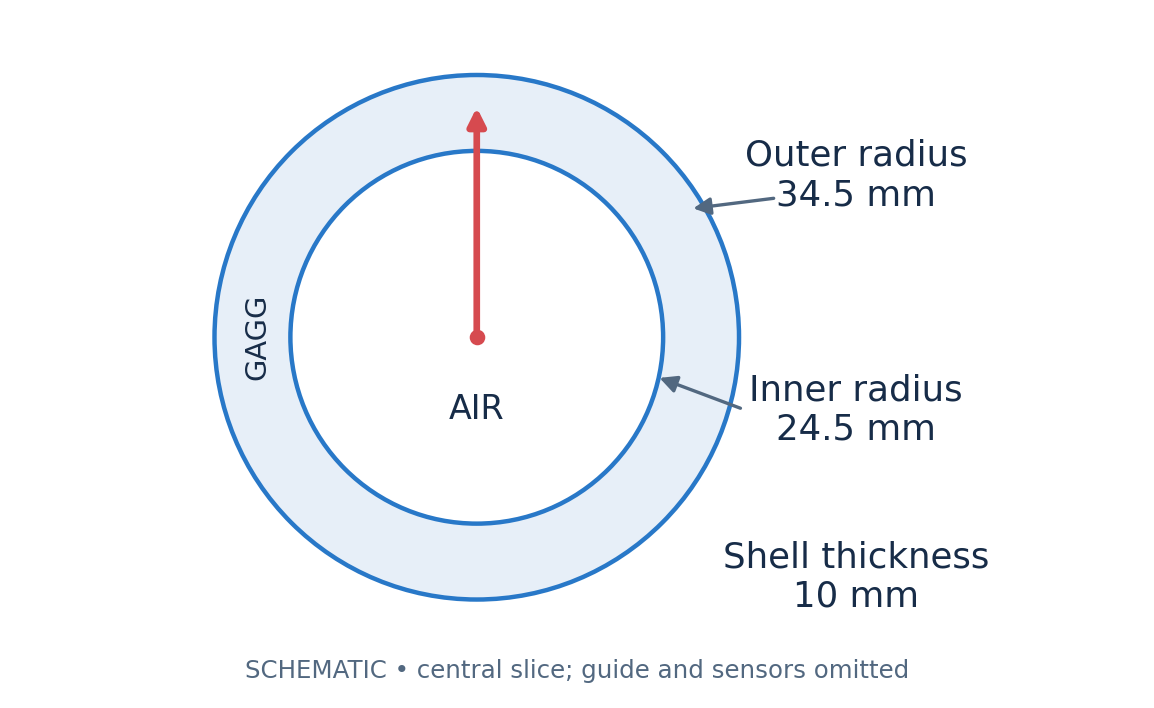 Outer radius
34.5 mm
GAGG
AIR
Inner radius
24.5 mm
Shell thickness
10 mm
SCHEMATIC • central slice; guide and sensors omitted